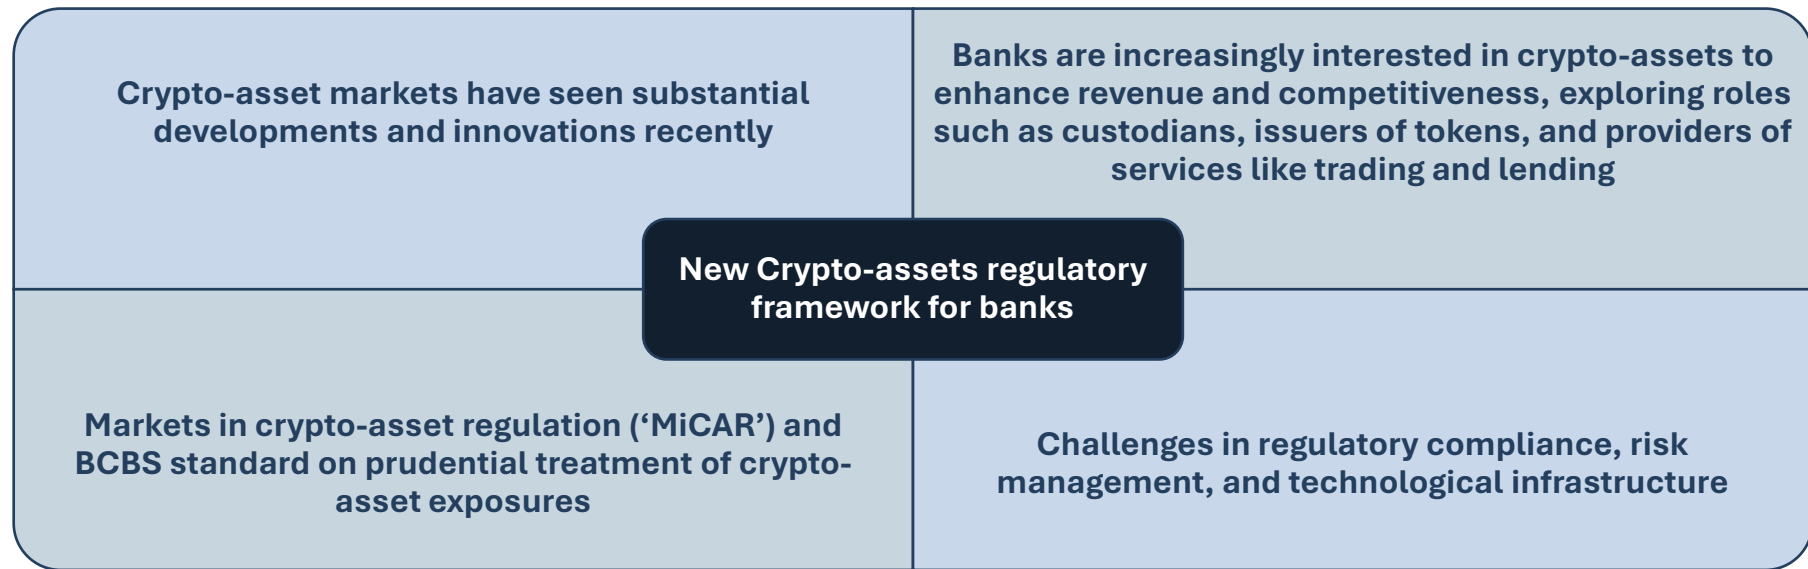 Crypto-asset markets have seen substantial
developments and innovations recently
Banks are increasingly interested in crypto-assets to
enhance revenue and competitiveness, exploring roles
such as custodians, issuers of tokens, and providers of
services like trading and lending
New Crypto-assets regulatory
framework for banks
Markets in crypto-asset regulation (‘MiCAR’) and
BCBS standard on prudential treatment of crypto-
asset exposures
Challenges in regulatory compliance, risk
management, and technological infrastructure